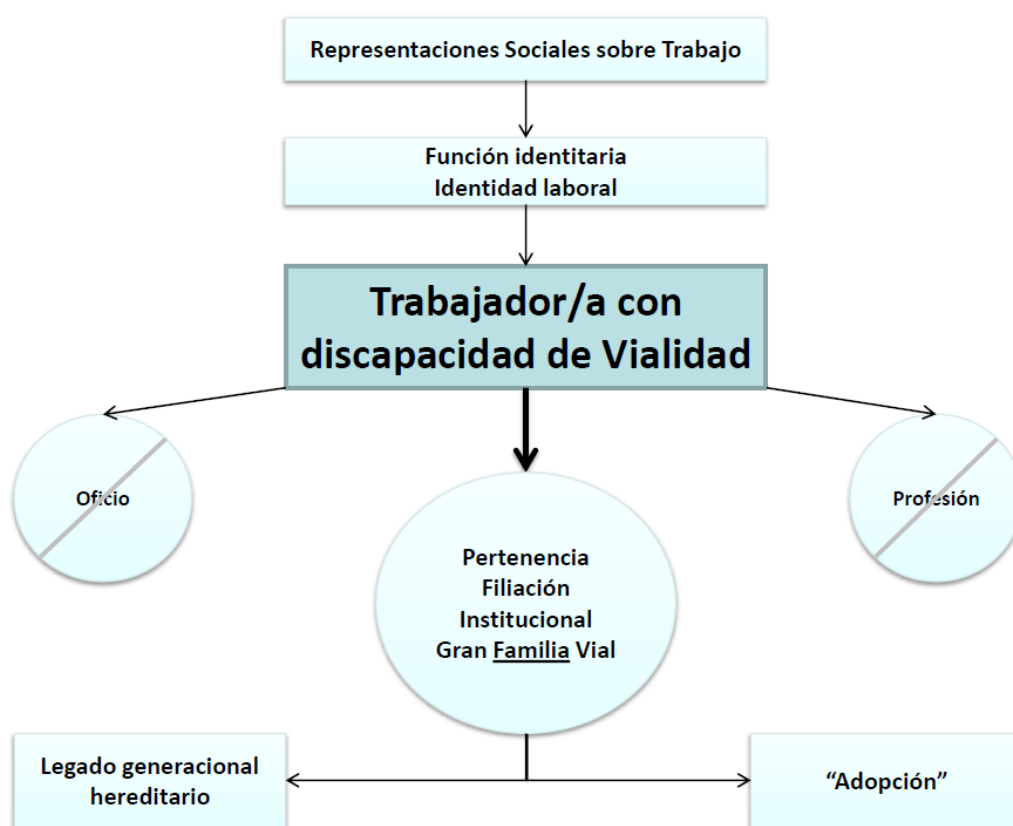 Representaciones Sociales sobre Trabajo
Función identitaria
Identidad laboral
Trabajador/a con
discapacidad de Vialidad
Oficio
Profesión
Pertenencia
Filiación
Institucional
Gran Familia Vial
Legado generacional
hereditario
“Adopción”